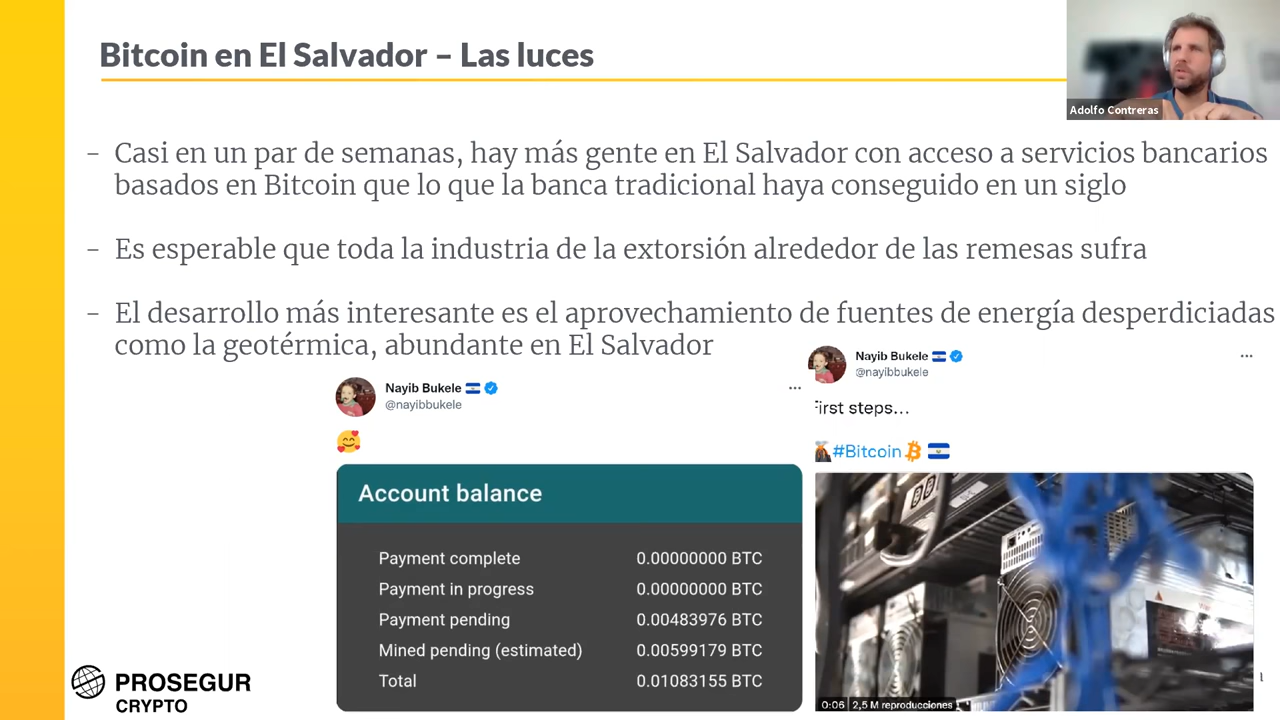 Bitcoin en El Salvador – Las luces
Adolfo Contreras
- Casi en un par de semanas, hay más gente en El Salvador con acceso a servicios bancarios
basados en Bitcoin que lo que la banca tradicional haya conseguido en un siglo
- Es esperable que toda la industria de la extorsión alrededor de las remesas sufra
- El desarrollo más interesante es el aprovechamiento de fuentes de energía desperdiciadas
como la geotérmica, abundante en El Salvador
Nayib Bukele
@nayibbukele
Account balance
Payment complete 0.00000000 BTC
Payment in progress 0.00000000 BTC
Payment pending 0.00483976 BTC
Mined pending (estimated) 0.00599179 BTC
Total 0.01083155 BTC
Nayib Bukele
@nayibbukele
First steps...
#Bitcoin
0:06 2,5 M reproducciones
PROSEGUR
CRYPTO